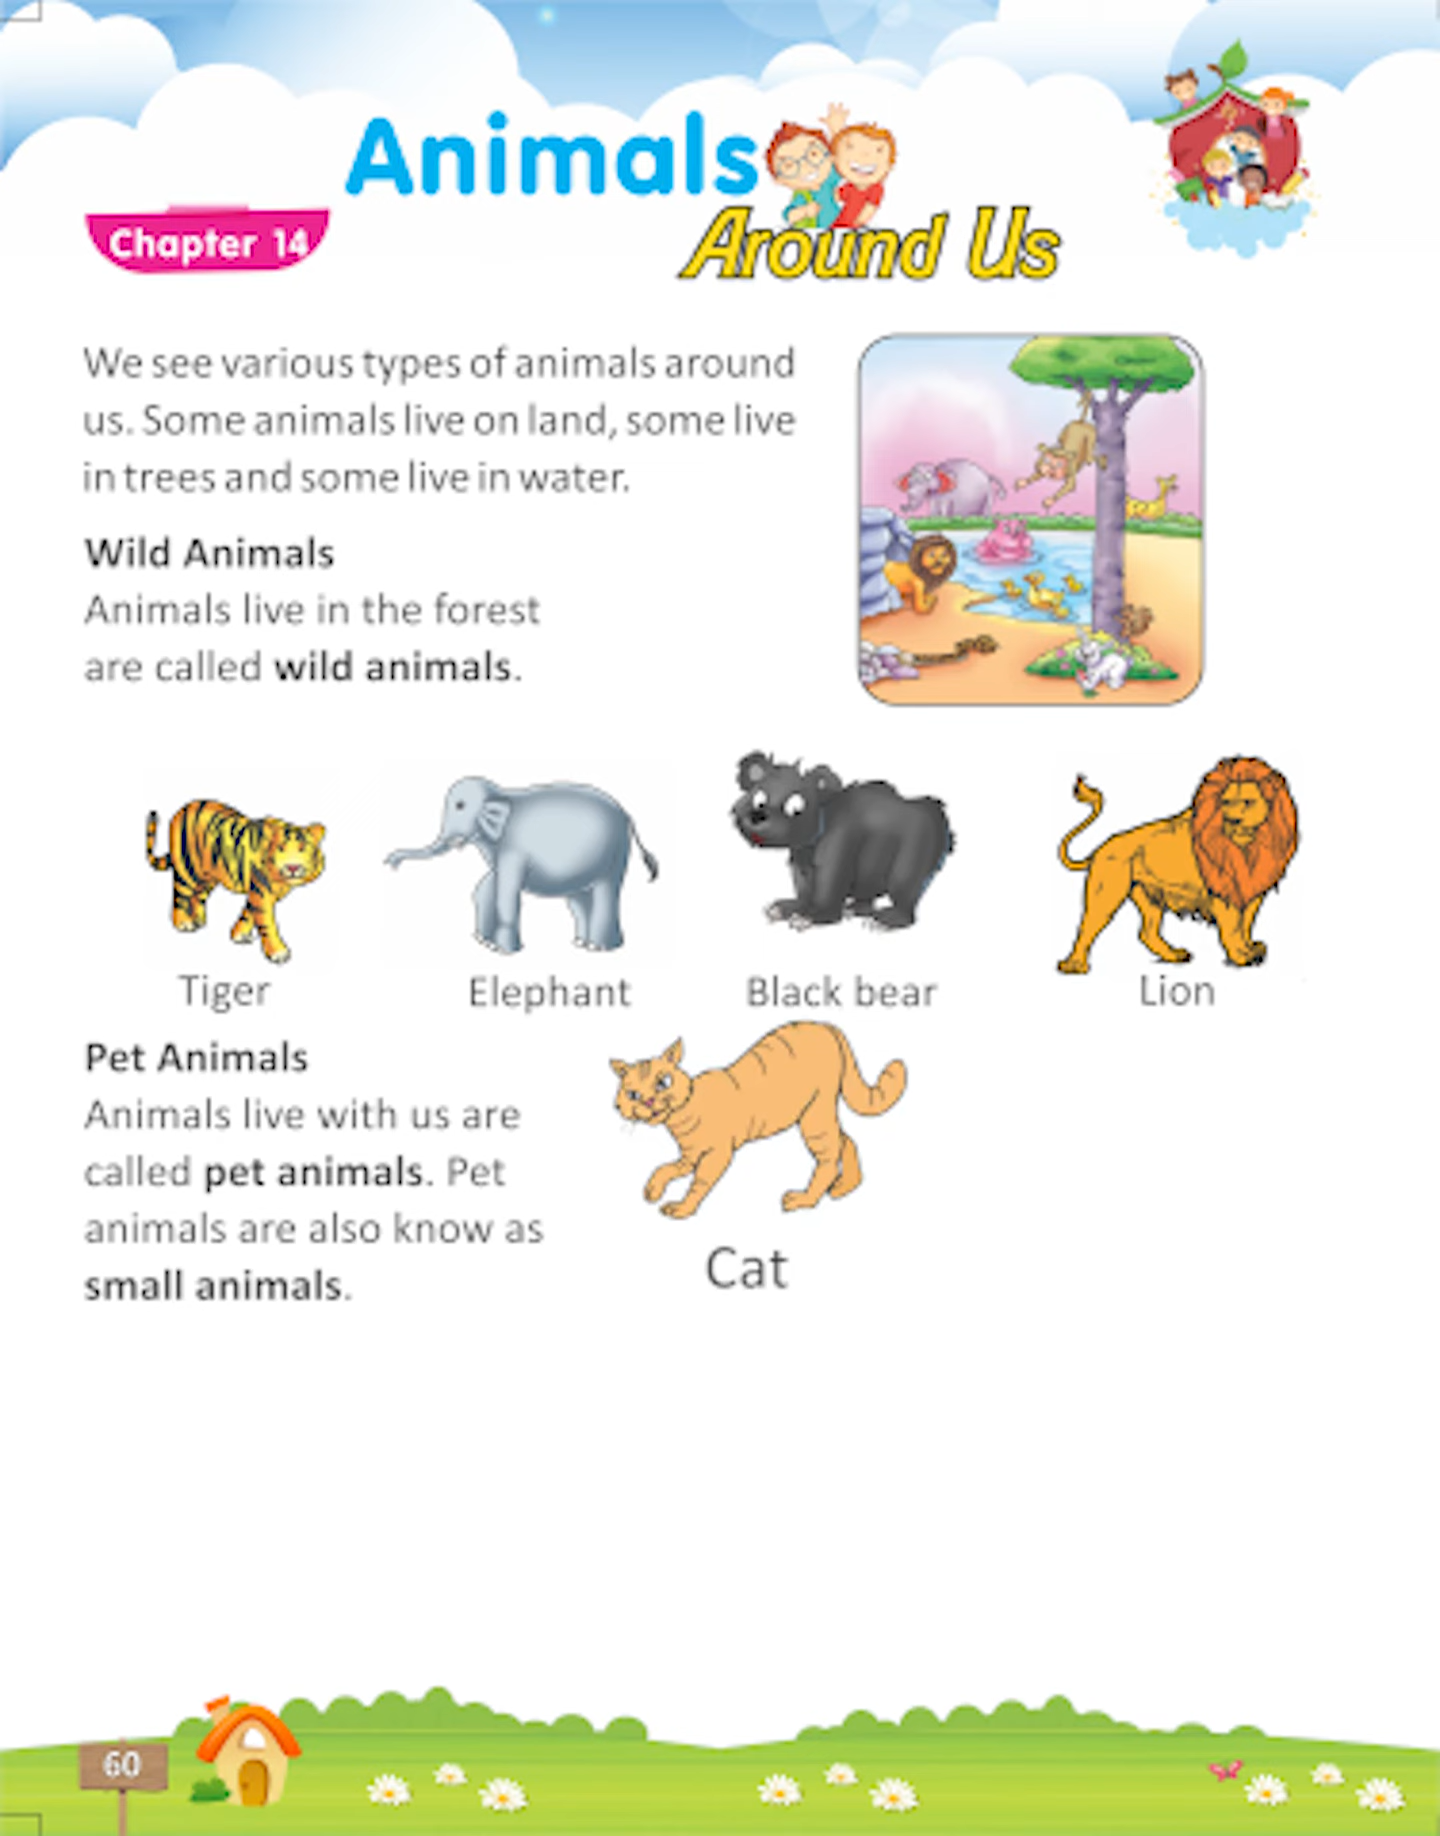 Animals
Around Us
Chapter 14
We see various types of animals around
us. Some animals live on land, some live
in trees and some live in water.
Wild Animals
Animals live in the forest
are called wild animals.
Tiger
Elephant
Black bear
Lion
Pet Animals
Animals live with us are
called pet animals. Pet
animals are also know as
small animals.
Cat
60